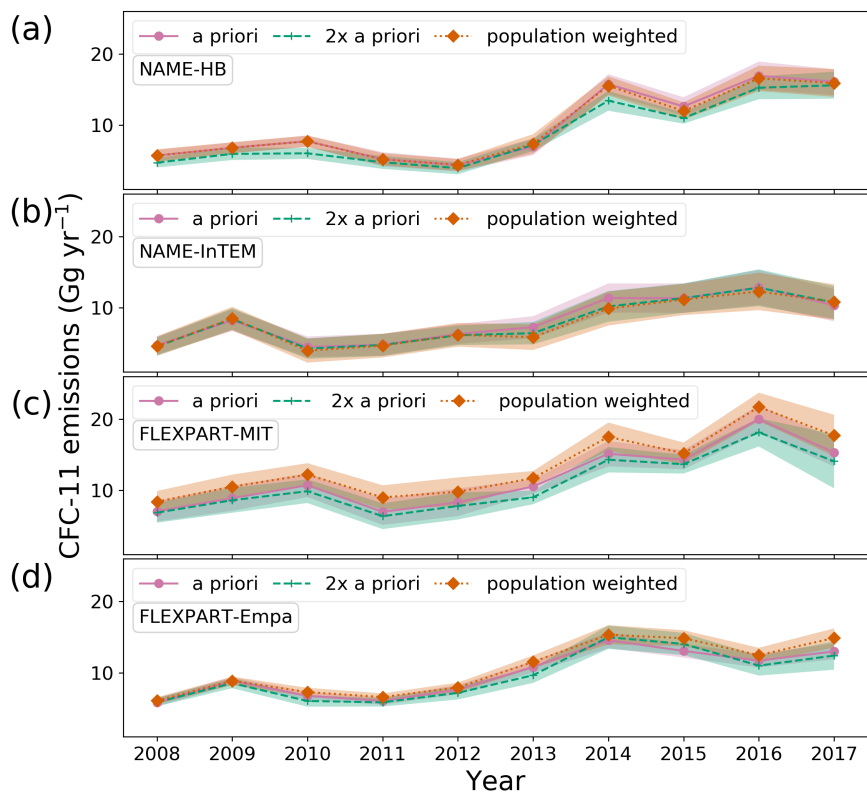 (a)
a priori 2x a priori population weighted
NAME-HB
20
10
(b)
a priori 2x a priori population weighted
NAME-InTEM
20
10
CFC-11 emissions (Gg yr⁻¹)
(c)
a priori 2x a priori population weighted
FLEXPART-MIT
20
10
(d)
a priori 2x a priori population weighted
FLEXPART-Empa
20
10
2008 2009 2010 2011 2012 2013 2014 2015 2016 2017
Year